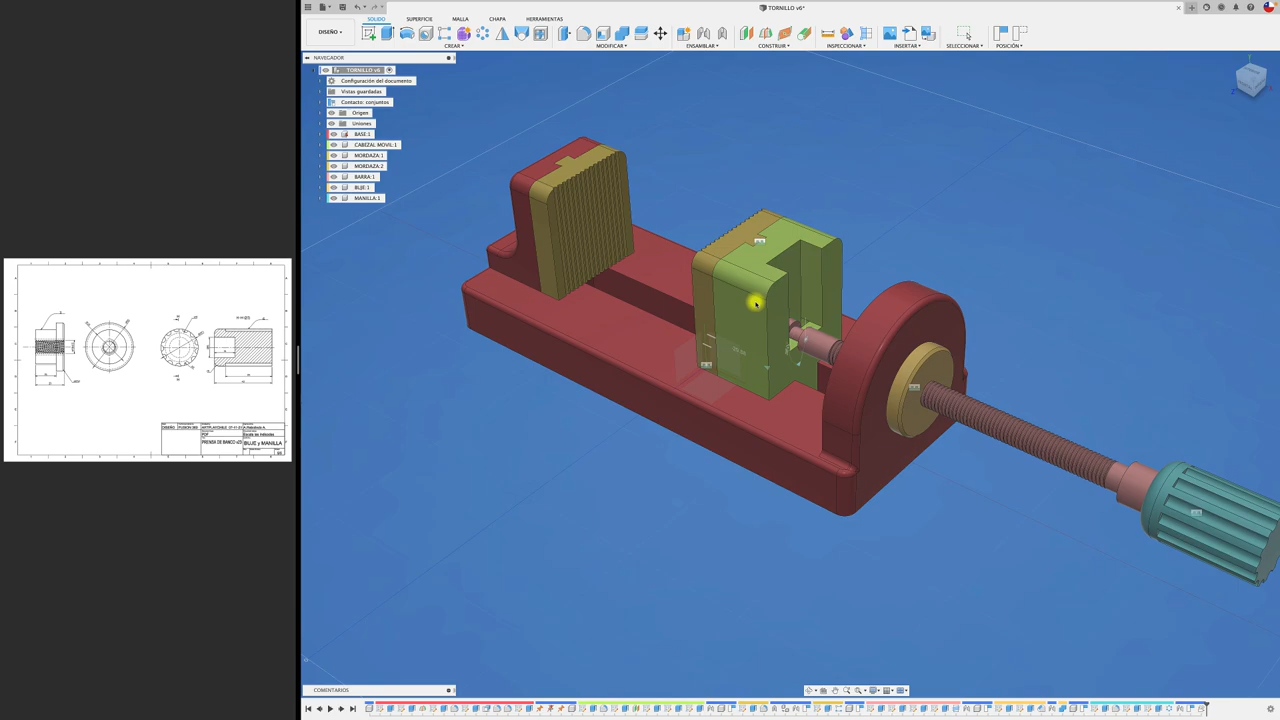 TORNILLO v6*
SÓLIDO
SUPERFICIE
MALLA
CHAPA
HERRAMIENTAS
DISEÑO
CREAR
MODIFICAR
ENSAMBLAR
CONSTRUIR
INSPECCIONAR
INSERTAR
SELECCIONAR
POSICIÓN
NAVEGADOR
TORNILLO v6
Configuración del documento
Vistas guardadas
Contacto: conjuntos
Origen
Uniones
BASE:1
CABEZAL MOVIL:1
MORDAZA:1
MORDAZA:2
BARRA:1
BUJE:1
MANILLA:1
PRENSA DE BANCO v23
BUJE y MANILLA
COMENTARIOS